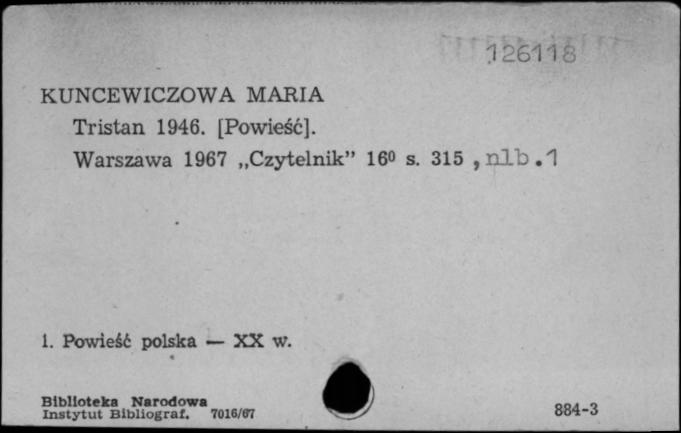 126118
KUNCEWICZOWA MARIA
Tristan 1946. [Powieść].
Warszawa 1967 „Czytelnik” 16⁰ s. 315 , nlb.1
1. Powieść polska — XX w.
Biblioteka Narodowa
Instytut Bibliograf. 7016/67
884-3